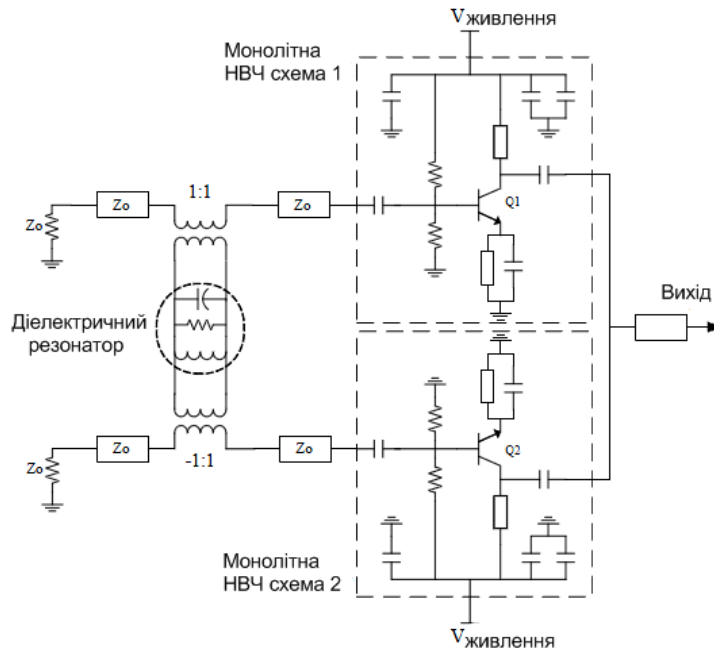 Vживлення
Монолітна
НВЧ схема 1
1:1
Zo
Zo
Zo
Q1
Діелектричний
резонатор
Вихід
Zo
Zo
Zo
-1:1
Q2
Монолітна
НВЧ схема 2
Vживлення